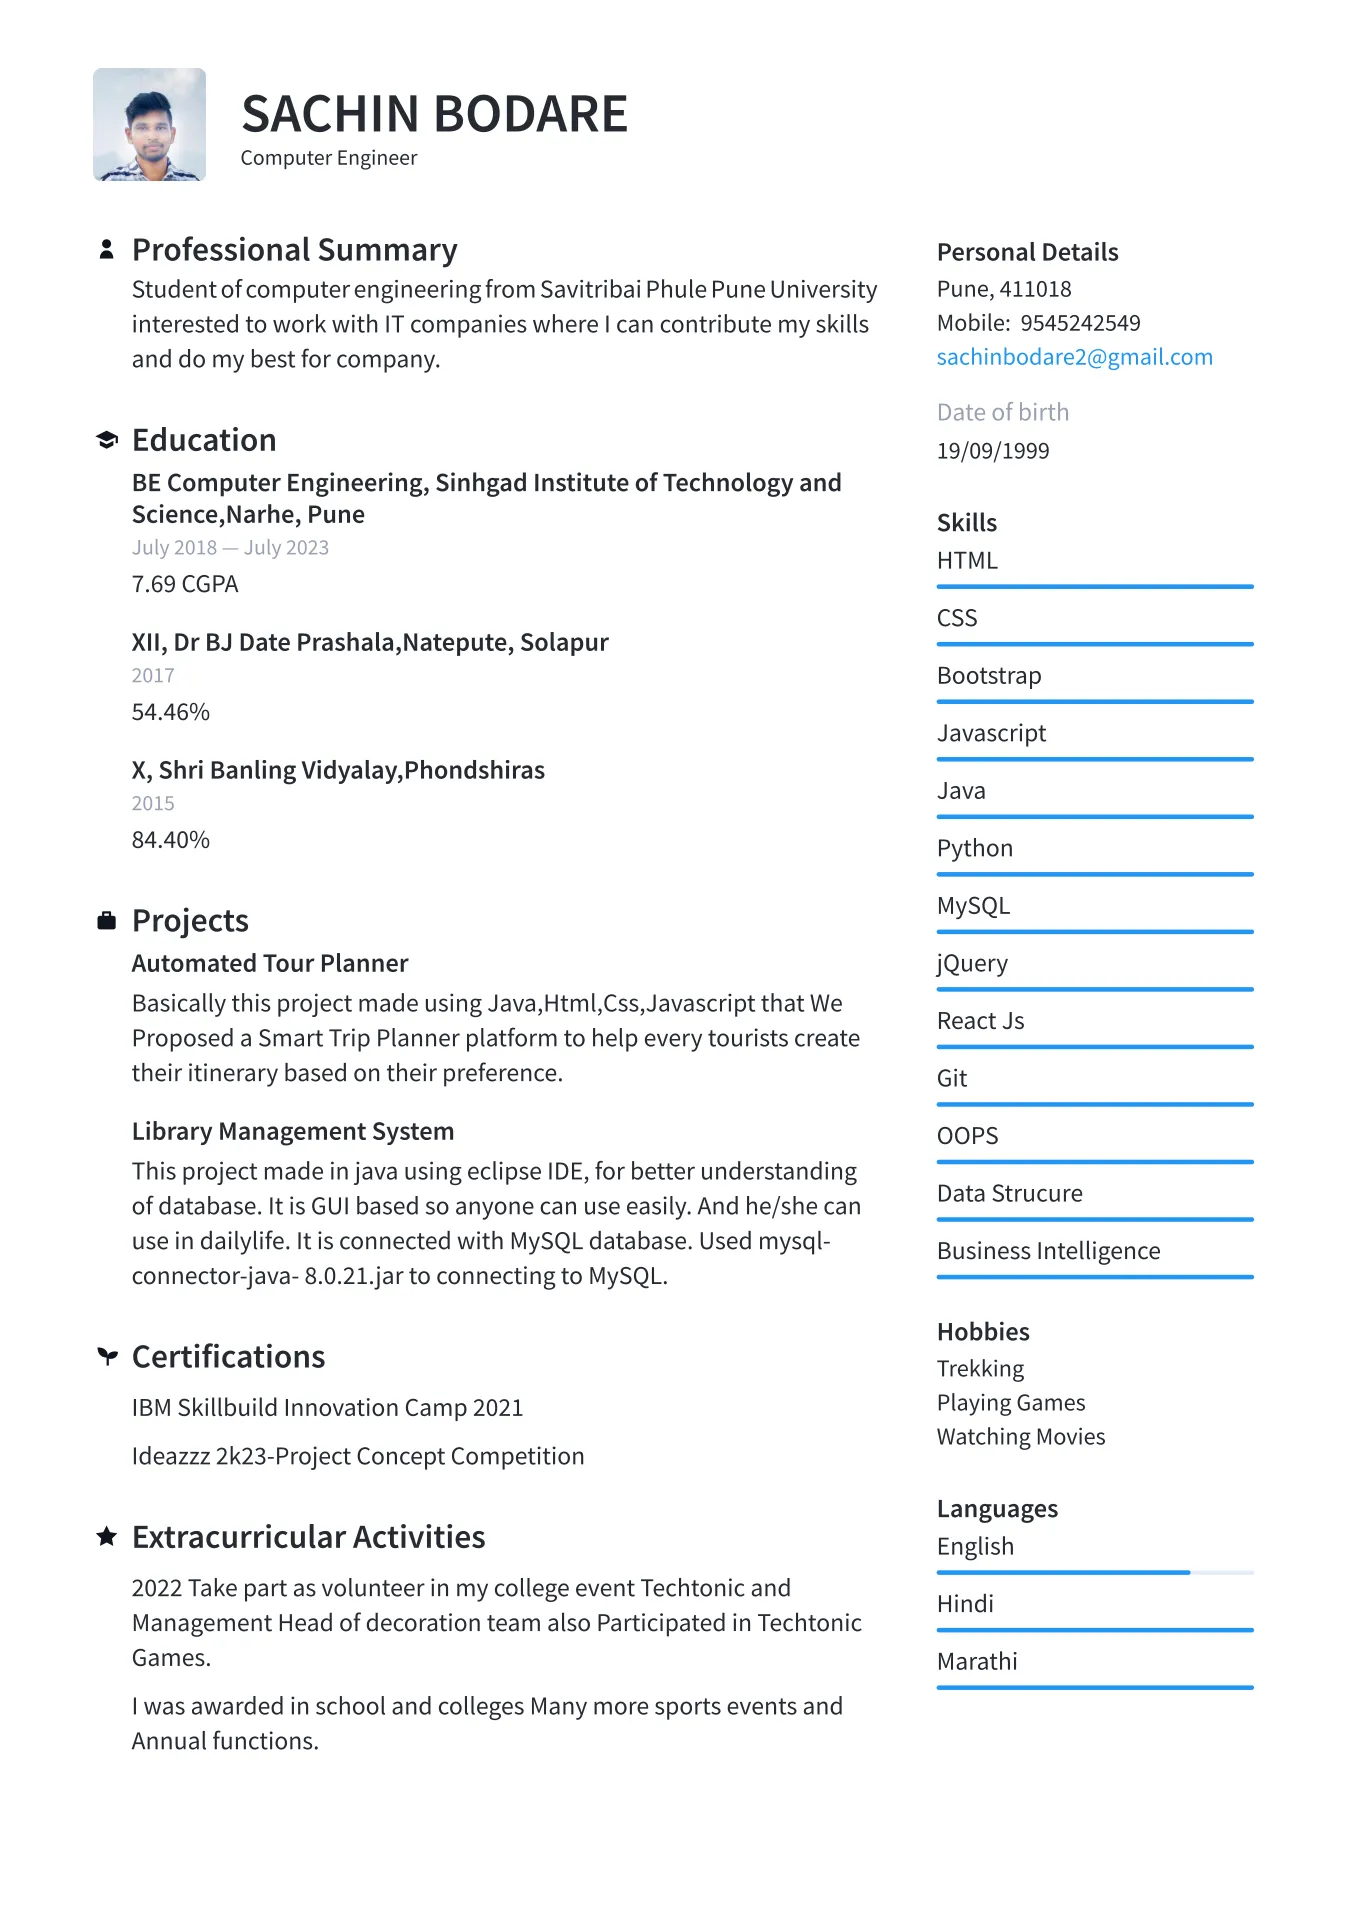 SACHIN BODARE
Computer Engineer
Professional Summary
Student of computer engineering from Savitribai Phule Pune University
interested to work with IT companies where I can contribute my skills
and do my best for company.
Education
BE Computer Engineering, Sinhgad Institute of Technology and
Science,Narhe, Pune
July 2018 — July 2023
7.69 CGPA
XII, Dr BJ Date Prashala,Natepute, Solapur
2017
54.46%
X, Shri Banling Vidyalay,Phondshiras
2015
84.40%
Projects
Automated Tour Planner
Basically this project made using Java,Html,Css,Javascript that We
Proposed a Smart Trip Planner platform to help every tourists create
their itinerary based on their preference.
Library Management System
This project made in java using eclipse IDE, for better understanding
of database. It is GUI based so anyone can use easily. And he/she can
use in dailylife. It is connected with MySQL database. Used mysql-
connector-java- 8.0.21.jar to connecting to MySQL.
Certifications
IBM Skillbuild Innovation Camp 2021
Ideazzz 2k23-Project Concept Competition
Extracurricular Activities
2022 Take part as volunteer in my college event Techtonic and
Management Head of decoration team also Participated in Techtonic
Games.
I was awarded in school and colleges Many more sports events and
Annual functions.
Personal Details
Pune, 411018
Mobile:  9545242549
sachinbodare2@gmail.com
Date of birth
19/09/1999
Skills
HTML
CSS
Bootstrap
Javascript
Java
Python
MySQL
jQuery
React Js
Git
OOPS
Data Strucure
Business Intelligence
Hobbies
Trekking
Playing Games
Watching Movies
Languages
English
Hindi
Marathi